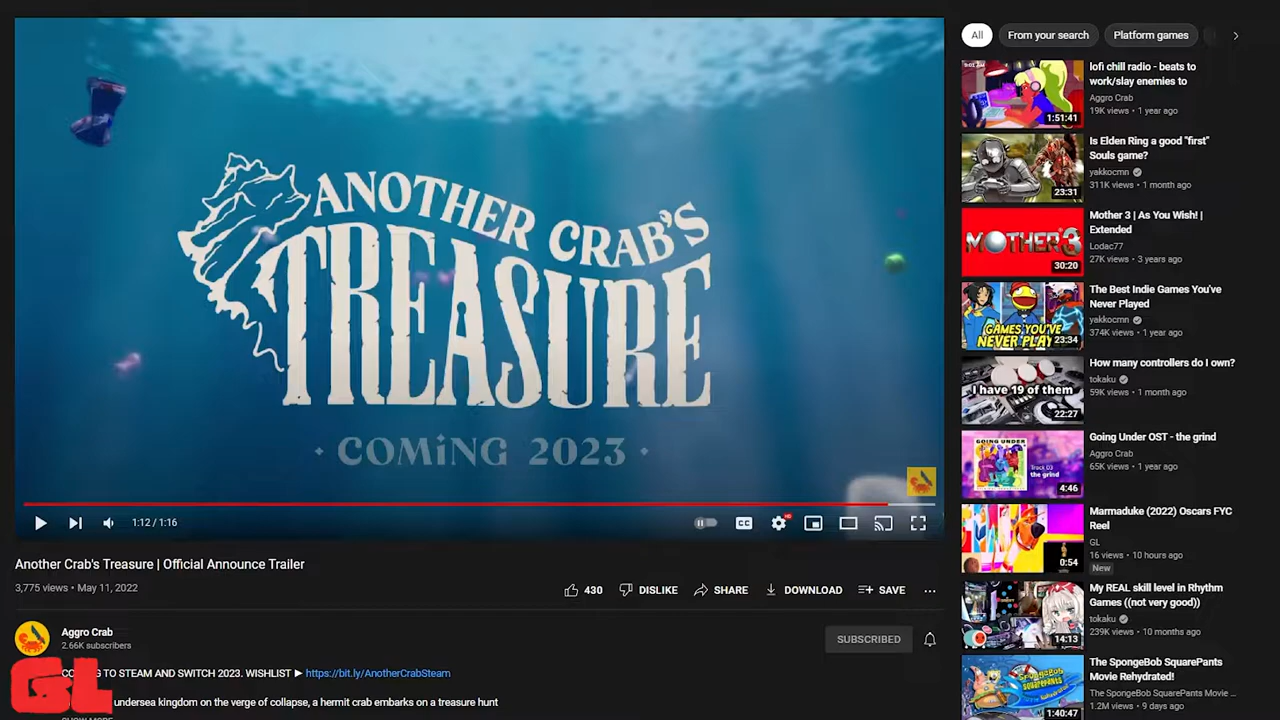 ANOTHER CRAB'S
TREASURE
COMING 2023
1:12 / 1:16
CC
HD
Another Crab's Treasure | Official Announce Trailer
3,775 views • May 11, 2022
430
DISLIKE
SHARE
DOWNLOAD
SAVE
Aggro Crab
2.66K subscribers
SUBSCRIBED
TO STEAM AND SWITCH 2023. WISHLIST ► https://bit.ly/AnotherCrabSteam
undersea kingdom on the verge of collapse, a hermit crab embarks on a treasure hunt
GL
All
From your search
Platform games
lofi chill radio - beats to
work/slay enemies to
Aggro Crab
19K views • 1 year ago
1:51:41
Is Elden Ring a good "first"
Souls game?
yakkocmn
311K views • 1 month ago
23:31
Mother 3 | As You Wish! |
Extended
Lodac77
27K views • 3 years ago
MOTHER 3
30:20
The Best Indie Games You've
Never Played
yakkocmn
374K views • 1 year ago
GAMES YOU'VE
NEVER PLAY
23:34
How many controllers do I own?
tokaku
59K views • 1 month ago
I have 19 of them
22:27
Going Under OST - the grind
Aggro Crab
65K views • 1 year ago
GOING UNDER
Track 03
the grind
4:46
Marmaduke (2022) Oscars FYC
Reel
GL
16 views • 10 hours ago
New
0:54
My REAL skill level in Rhythm
Games ((not very good))
tokaku
239K views • 10 months ago
14:13
The SpongeBob SquarePants
Movie Rehydrated!
The SpongeBob SquarePants Movie ...
1.2M views • 9 days ago
1:40:47